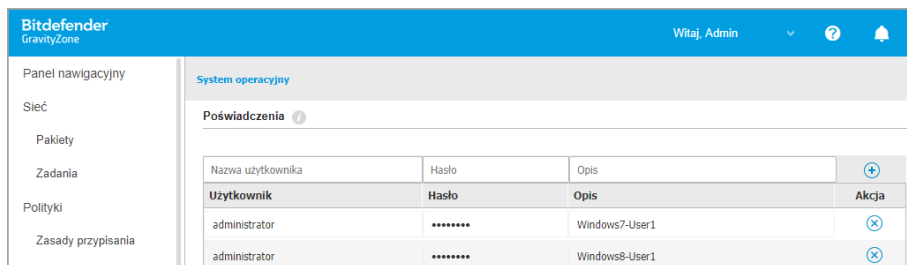 Bitdefender
GravityZone
Witaj, Admin
Panel nawigacyjny
Sieć
Pakiety
Zadania
Polityki
Zasady przypisania
System operacyjny
Poświadczenia
Nazwa użytkownika Hasło Opis
Użytkownik Hasło Opis Akcja
administrator •••••••• Windows7-User1
administrator •••••••• Windows8-User1